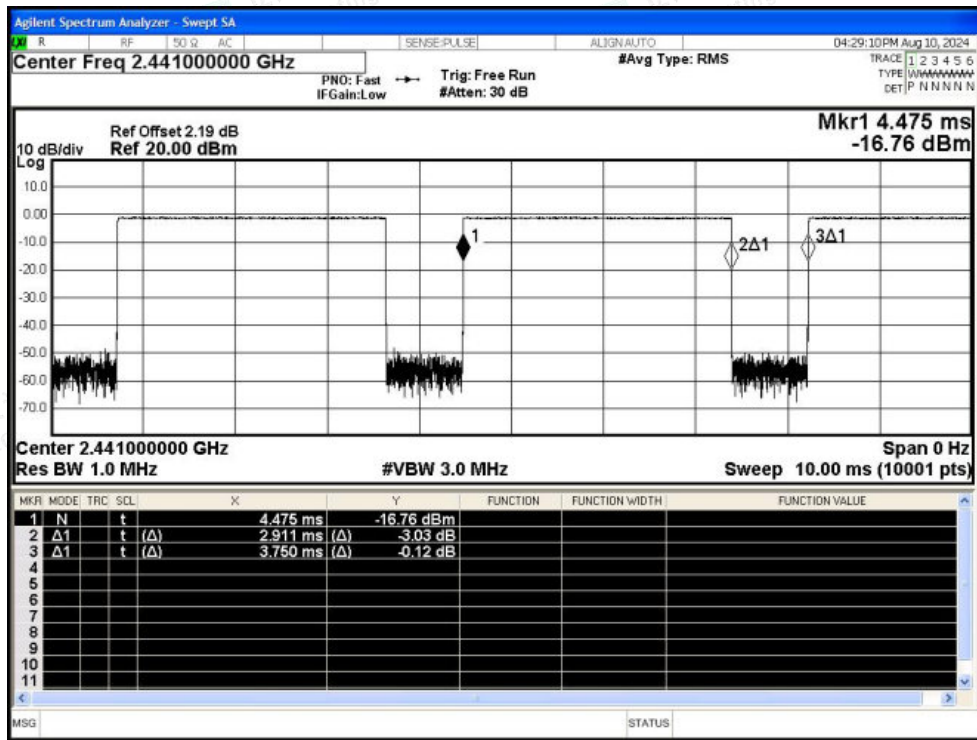 Agilent Spectrum Analyzer - Swept SA
LXI R RF 50 Ω AC SENSE:PULSE ALIGNAUTO 04:29:10PM Aug 10, 2024
Center Freq 2.441000000 GHz #Avg Type: RMS TRACE 1 2 3 4 5 6
PNO: Fast Trig: Free Run TYPE WWWWWW
IFGain:Low #Atten: 30 dB DET P N N N N N
Mkr1 4.475 ms
Ref Offset 2.19 dB
-16.76 dBm
10 dB/div Ref 20.00 dBm
Log
10.0
0.00
1 2Δ1 3Δ1
-10.0
-20.0
-30.0
-40.0
-50.0
-60.0
-70.0
Center 2.441000000 GHz Span 0 Hz
Res BW 1.0 MHz #VBW 3.0 MHz Sweep 10.00 ms (10001 pts)
MKR MODE TRC SCL X Y FUNCTION FUNCTION WIDTH FUNCTION VALUE
1 N t 4.475 ms -16.76 dBm
2 Δ1 t (Δ) 2.911 ms (Δ) -3.03 dB
3 Δ1 t (Δ) 3.750 ms (Δ) -0.12 dB
4
5
6
7
8
9
10
11
MSG STATUS